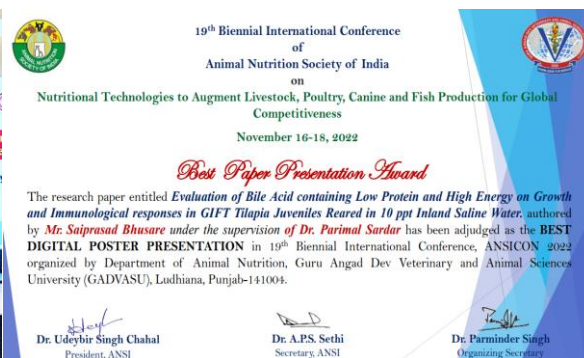 19th Biennial International Conference
of
Animal Nutrition Society of India
on
Nutritional Technologies to Augment Livestock, Poultry, Canine and Fish Production for Global
Competitiveness
November 16-18, 2022
Best Paper Presentation Award
The research paper entitled Evaluation of Bile Acid containing Low Protein and High Energy on Growth
and Immunological responses in GIFT Tilapia Juveniles Reared in 10 ppt Inland Saline Water. authored
by Mr. Saiprasad Bhusare under the supervision of Dr. Parimal Sardar has been adjudged as the BEST
DIGITAL POSTER PRESENTATION in 19th Biennial International Conference, ANSICON 2022
organized by Department of Animal Nutrition, Guru Angad Dev Veterinary and Animal Sciences
University (GADVASU), Ludhiana, Punjab-141004.
Dr. Udeybir Singh Chahal
President, ANSI
Dr. A.P.S. Sethi
Secretary, ANSI
Dr. Parminder Singh
Organizing Secretary